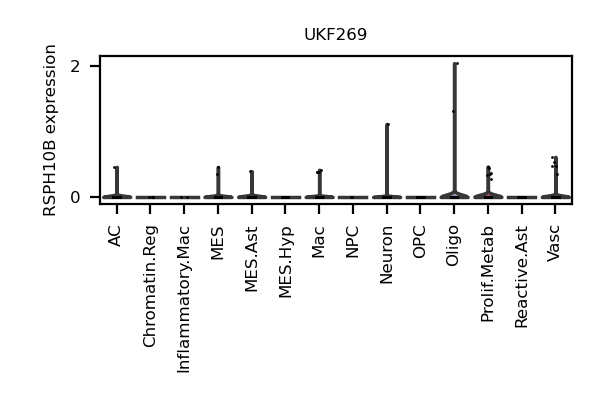 UKF269
RSPH10B expression
2
0
AC
Chromatin.Reg
Inflammatory.Mac
MES
MES.Ast
MES.Hyp
Mac
NPC
Neuron
OPC
Oligo
Prolif.Metab
Reactive.Ast
Vasc